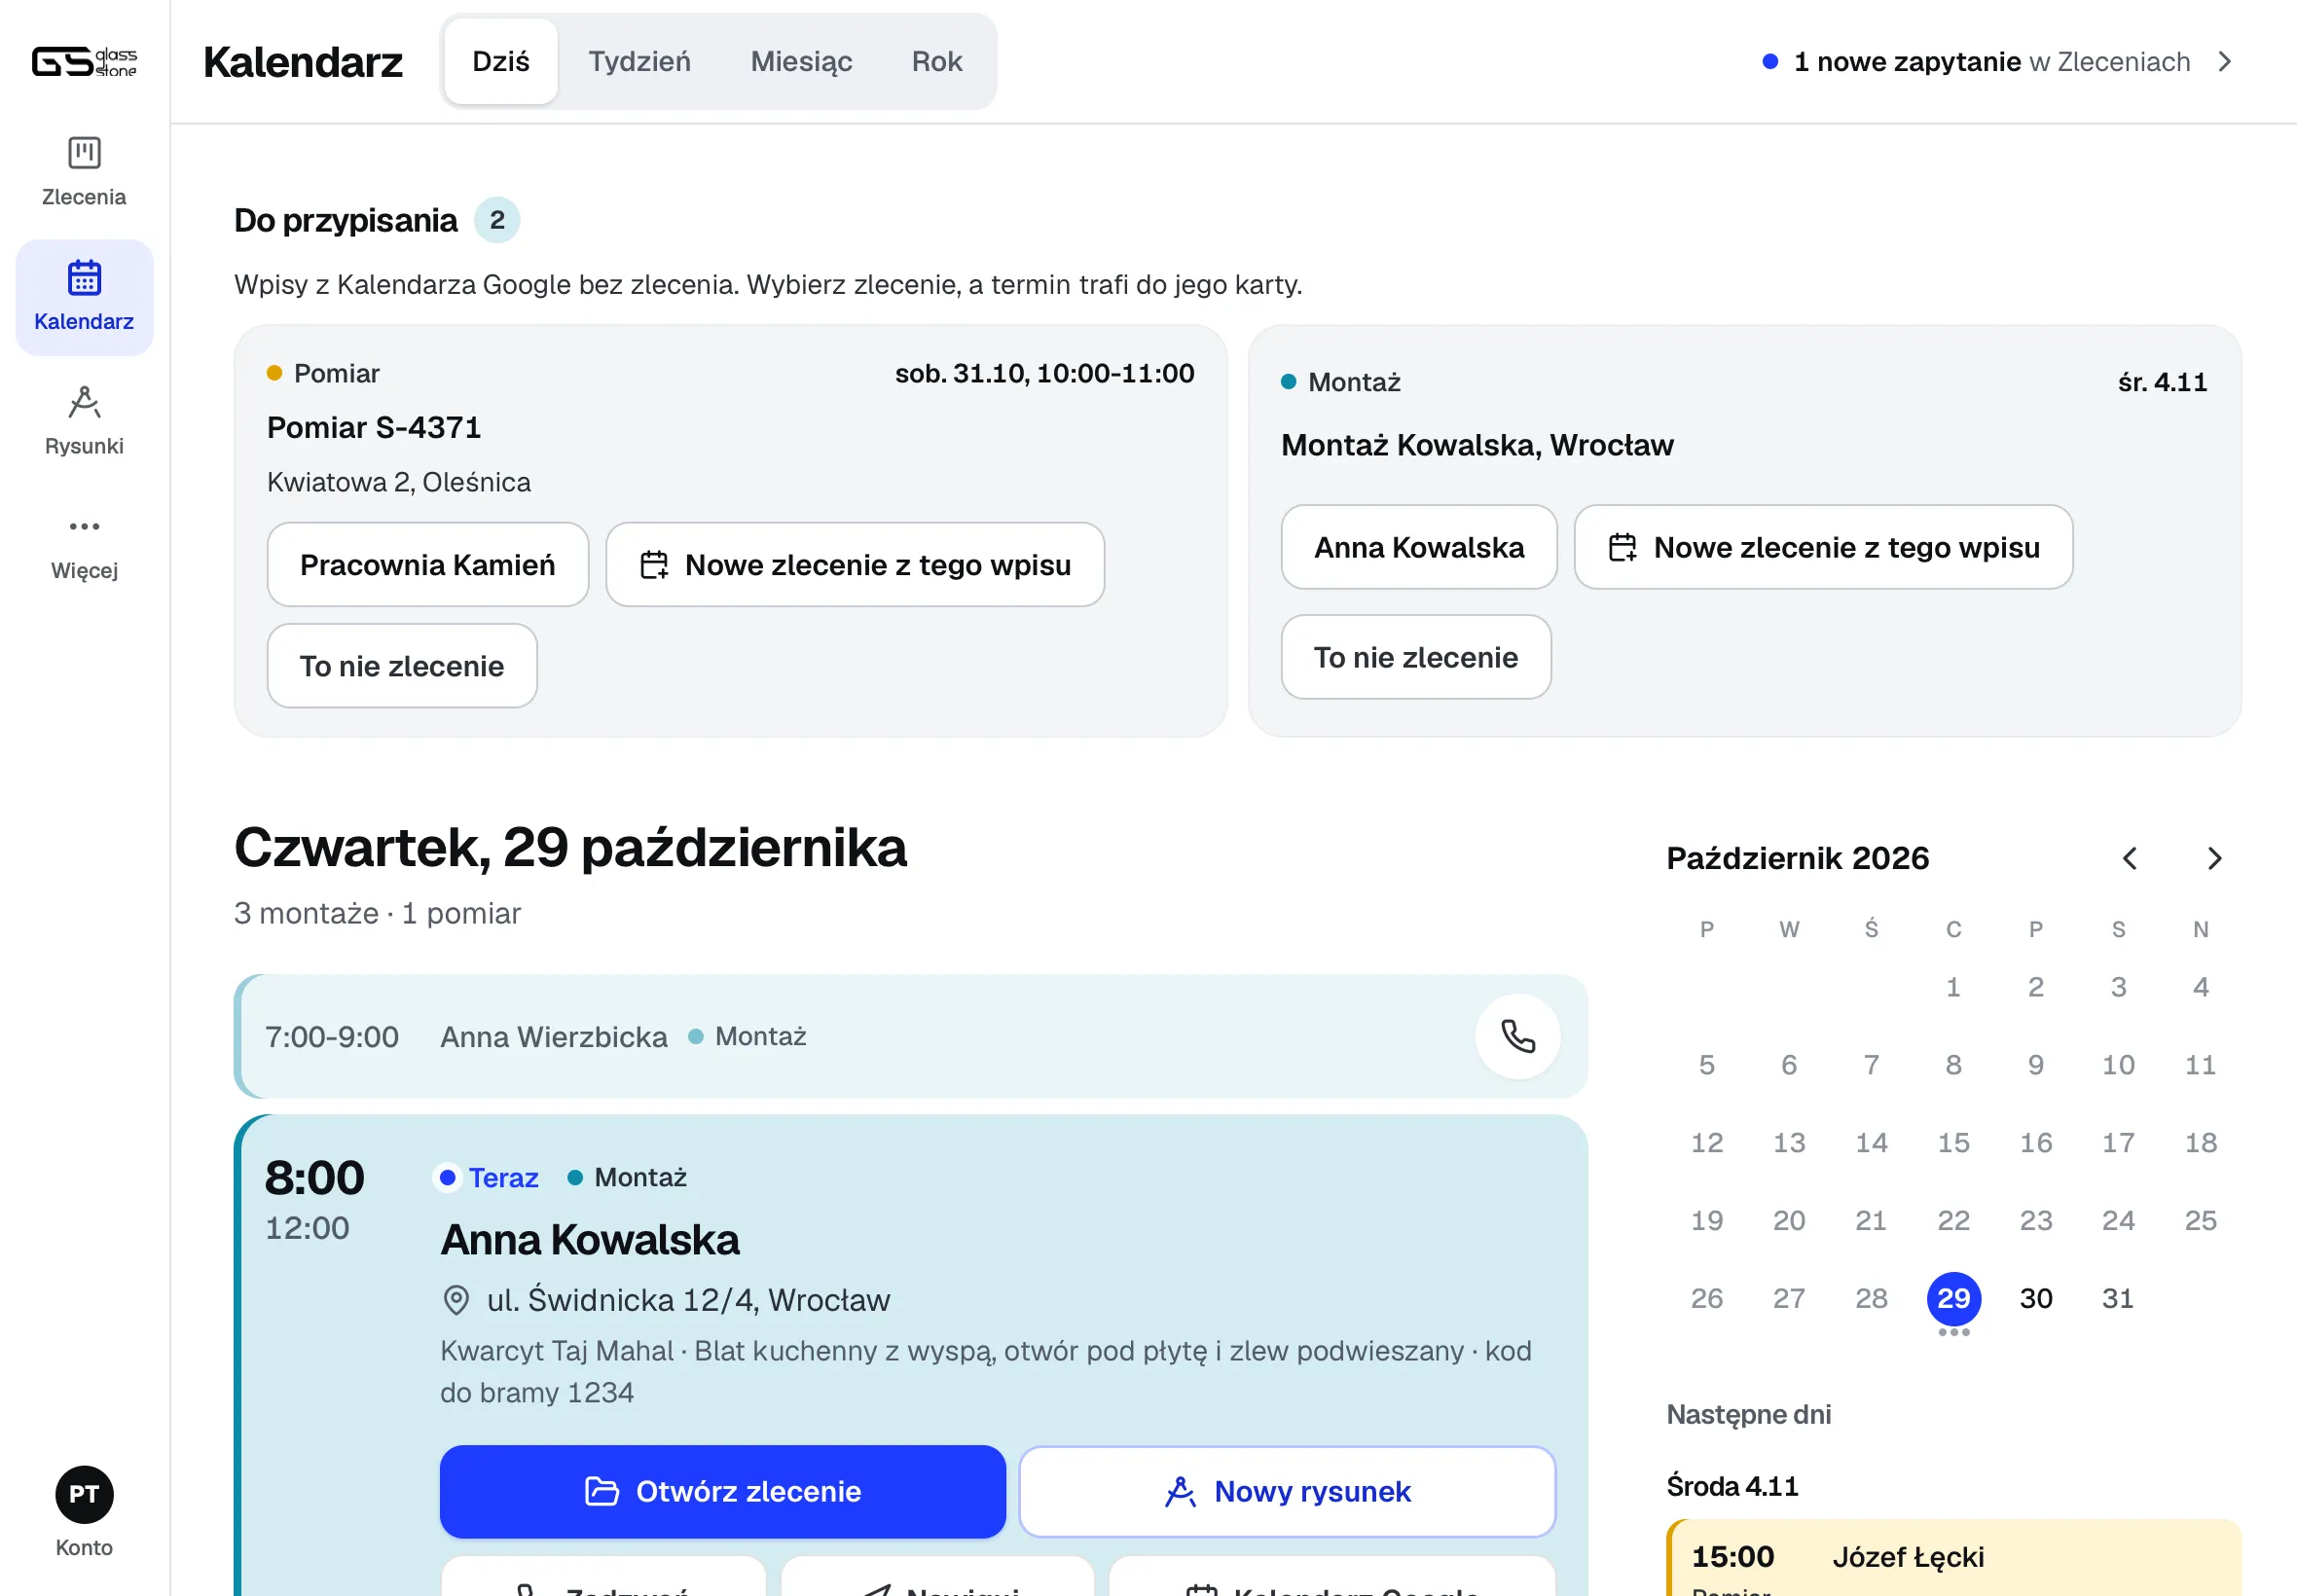 GS glass stone
Kalendarz
Dziś
Tydzień
Miesiąc
Rok
1 nowe zapytanie w Zleceniach
Zlecenia
Kalendarz
Rysunki
Więcej
PT
Konto
Do przypisania 2
Wpisy z Kalendarza Google bez zlecenia. Wybierz zlecenie, a termin trafi do jego karty.
Pomiar
sob. 31.10, 10:00-11:00
Pomiar S-4371
Kwiatowa 2, Oleśnica
Pracownia Kamień
Nowe zlecenie z tego wpisu
To nie zlecenie
Montaż
śr. 4.11
Montaż Kowalska, Wrocław
Anna Kowalska
Nowe zlecenie z tego wpisu
To nie zlecenie
Czwartek, 29 października
3 montaże · 1 pomiar
7:00-9:00 Anna Wierzbicka Montaż
8:00
12:00
Teraz Montaż
Anna Kowalska
ul. Świdnicka 12/4, Wrocław
Kwarcyt Taj Mahal · Blat kuchenny z wyspą, otwór pod płytę i zlew podwieszany · kod
do bramy 1234
Otwórz zlecenie
Nowy rysunek
Zadzwoń
Nawiguj
Kalendarz Google
Październik 2026
P W Ś C P S N
1 2 3 4
5 6 7 8 9 10 11
12 13 14 15 16 17 18
19 20 21 22 23 24 25
26 27 28 29 30 31
Następne dni
Środa 4.11
15:00 Józef Łęcki
Pomiar